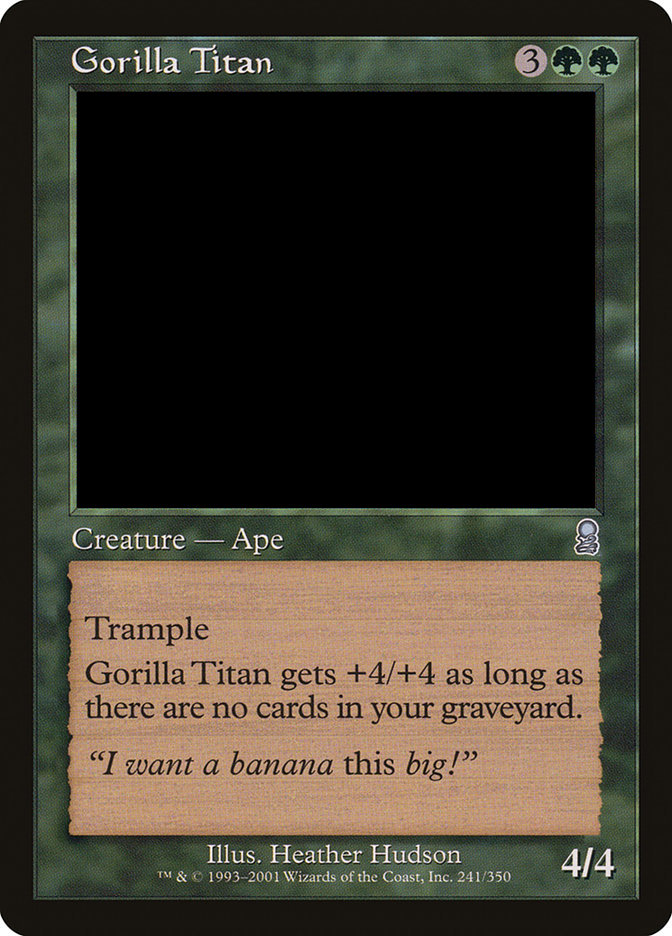 Gorilla Titan 3
Creature — Ape
Trample
Gorilla Titan gets +4/+4 as long as
there are no cards in your graveyard.
“I want a banana this big!”
Illus. Heather Hudson
™ & © 1993–2001 Wizards of the Coast, Inc. 241/350
4/4